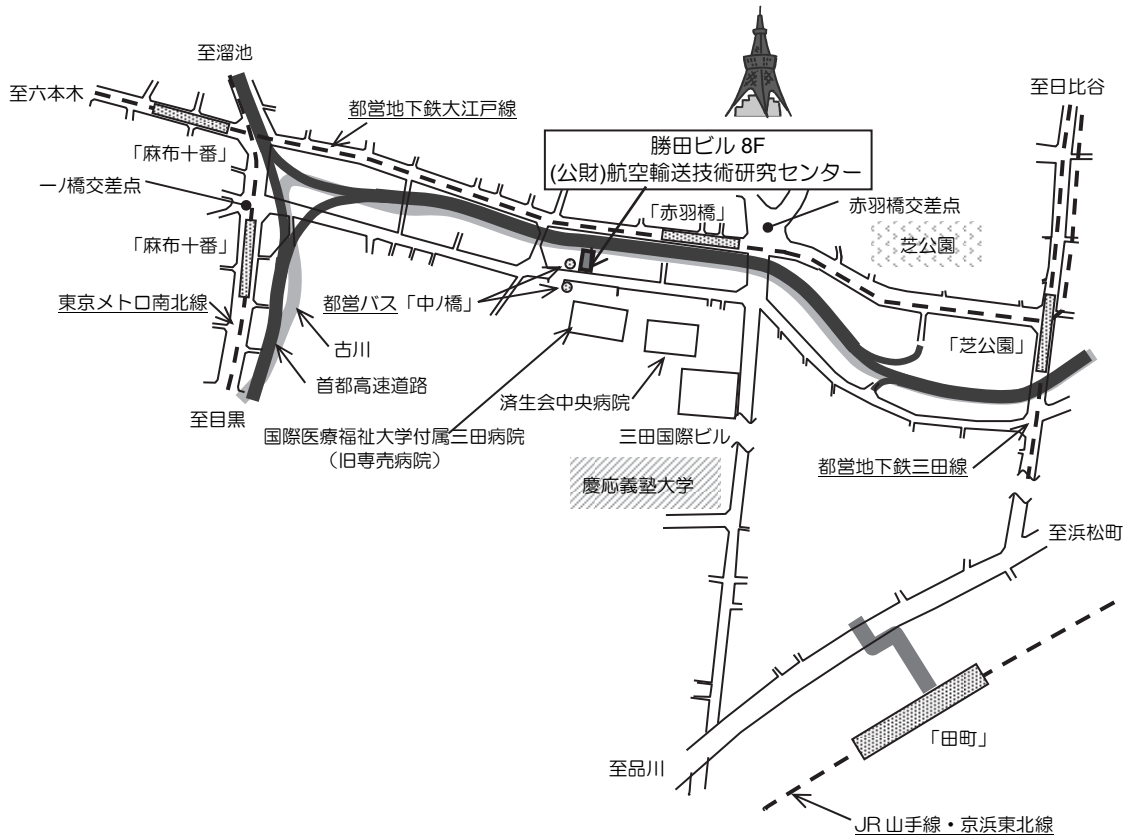 至溜池
至六本木
至日比谷
都営地下鉄大江戸線
勝田ビル 8F
(公財)航空輸送技術研究センター
「麻布十番」
一ノ橋交差点
「赤羽橋」
赤羽橋交差点
芝公園
「麻布十番」
東京メトロ南北線
都営バス「中ノ橋」
古川
「芝公園」
首都高速道路
至目黒
済生会中央病院
国際医療福祉大学付属三田病院
（旧専売病院）
三田国際ビル
都営地下鉄三田線
慶応義塾大学
至浜松町
「田町」
至品川
JR 山手線・京浜東北線